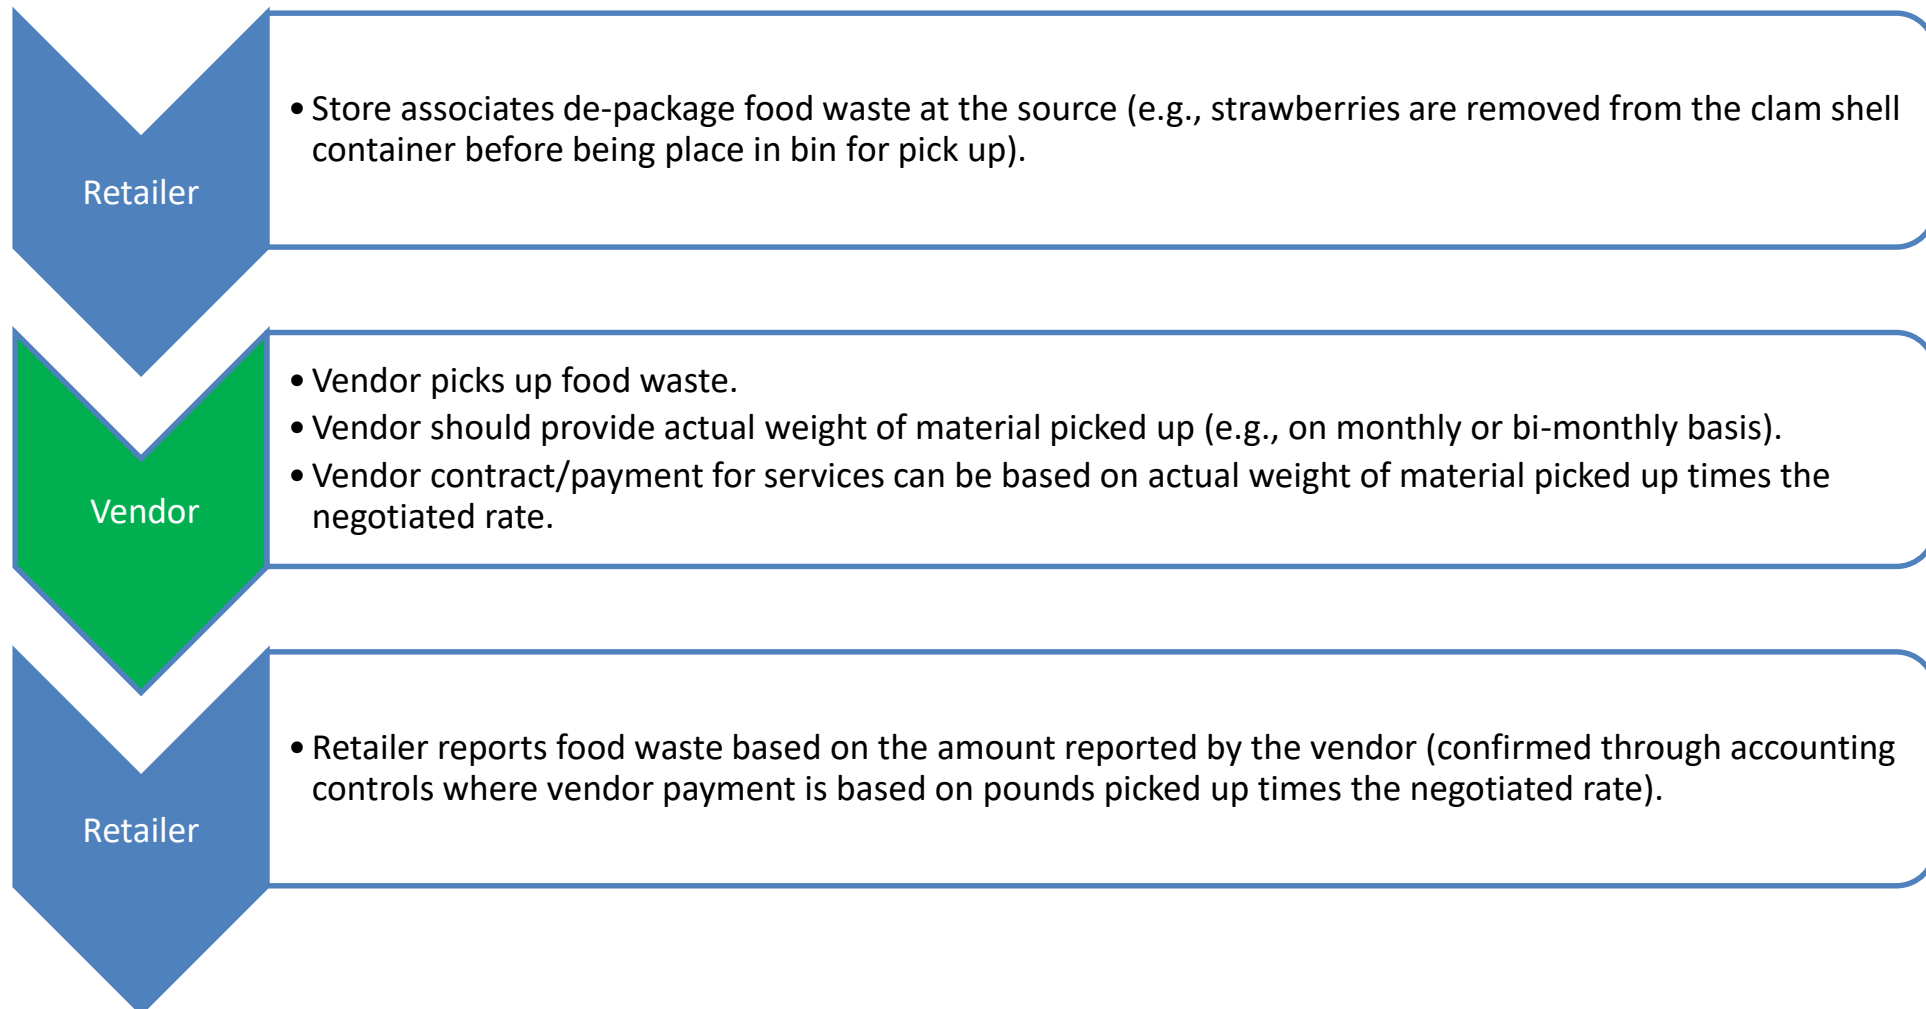 Retailer
• Store associates de-package food waste at the source (e.g., strawberries are removed from the clam shell
container before being place in bin for pick up).
Vendor
• Vendor picks up food waste.
• Vendor should provide actual weight of material picked up (e.g., on monthly or bi-monthly basis).
• Vendor contract/payment for services can be based on actual weight of material picked up times the
negotiated rate.
Retailer
• Retailer reports food waste based on the amount reported by the vendor (confirmed through accounting
controls where vendor payment is based on pounds picked up times the negotiated rate).